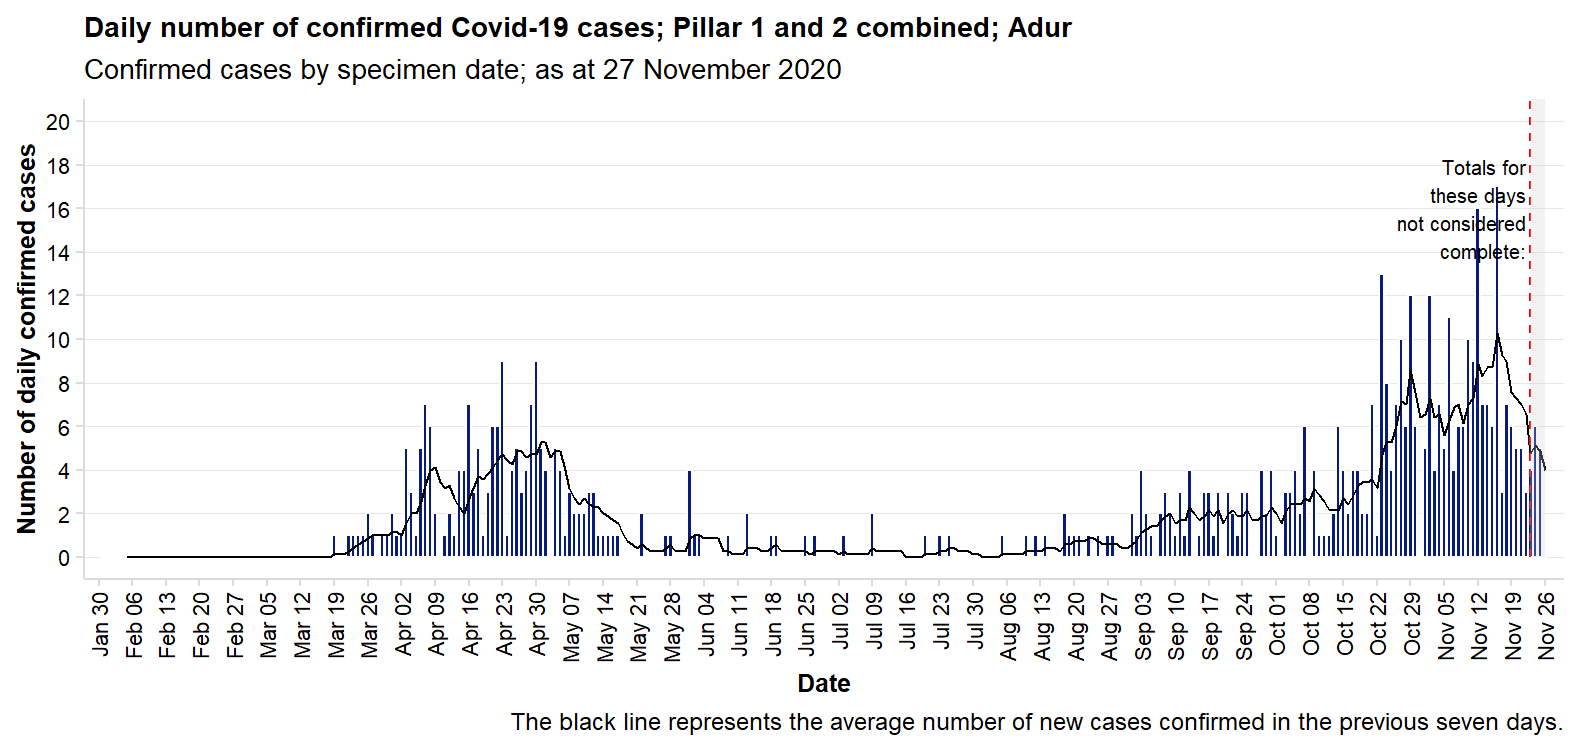 Daily number of confirmed Covid-19 cases; Pillar 1 and 2 combined; Adur
Confirmed cases by specimen date; as at 27 November 2020
Number of daily confirmed cases
20
18
16
14
12
10
8
6
4
2
0
Totals for
these days
not considered
complete:
Jan 30
Feb 06
Feb 13
Feb 20
Feb 27
Mar 05
Mar 12
Mar 19
Mar 26
Apr 02
Apr 09
Apr 16
Apr 23
Apr 30
May 07
May 14
May 21
May 28
Jun 04
Jun 11
Jun 18
Jun 25
Jul 02
Jul 09
Jul 16
Jul 23
Jul 30
Aug 06
Aug 13
Aug 20
Aug 27
Sep 03
Sep 10
Sep 17
Sep 24
Oct 01
Oct 08
Oct 15
Oct 22
Oct 29
Nov 05
Nov 12
Nov 19
Nov 26
Date
The black line represents the average number of new cases confirmed in the previous seven days.